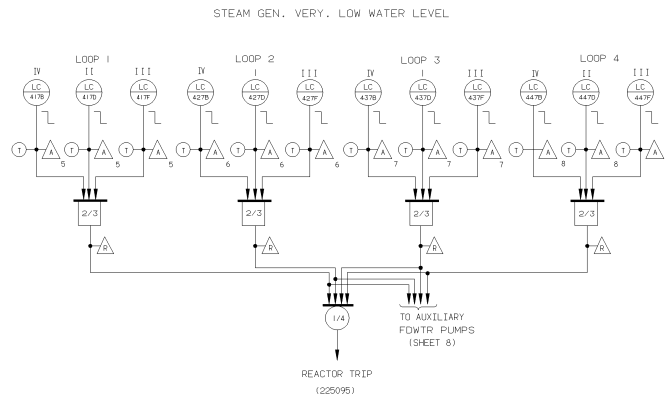 STEAM GEN. VERY. LOW WATER LEVEL
LOOP 1 LOOP 2 LOOP 3 LOOP 4
IV II III IV I III IV I III IV II III
LC LC LC LC LC LC LC LC LC LC LC LC
417B 417D 417F 427B 427D 427F 437B 437D 437F 447B 447D 447F
T A T A T A T A T A T A T A T A T A T A T A T A
5 5 5 6 6 6 7 7 7 8 8
2/3 2/3 2/3 2/3
R R R R
1/4
TO AUXILIARY
FDWTR PUMPS
(SHEET 8)
REACTOR TRIP
(225095)